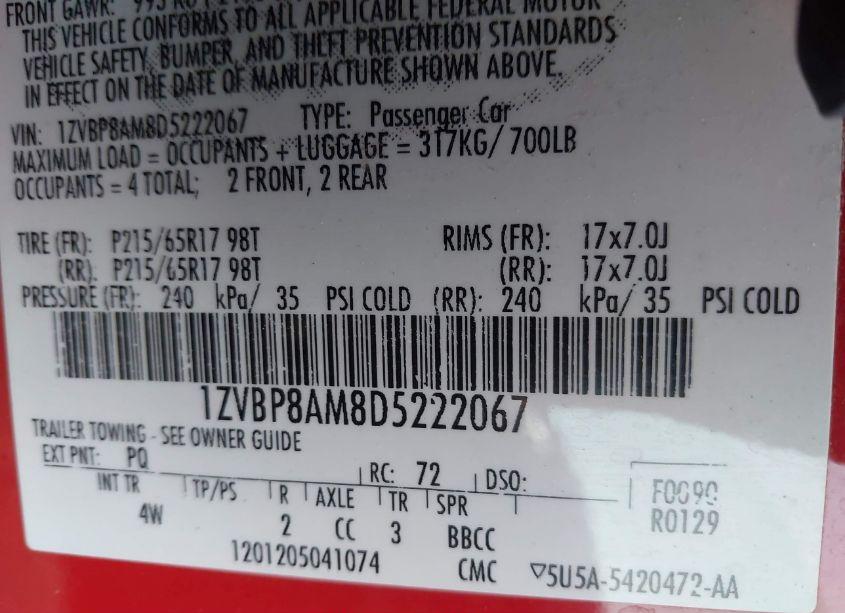 FRONT GAWR: 993 KG
THIS VEHICLE CONFORMS TO ALL APPLICABLE FEDERAL MOTOR
VEHICLE SAFETY, BUMPER, AND THEFT PREVENTION STANDARDS
IN EFFECT ON THE DATE OF MANUFACTURE SHOWN ABOVE.
VIN: 1ZVBP8AM8D5222067 TYPE: Passenger Car
MAXIMUM LOAD = OCCUPANTS + LUGGAGE = 317KG/ 700LB
OCCUPANTS = 4 TOTAL; 2 FRONT, 2 REAR
TIRE (FR): P215/65R17 98T RIMS (FR): 17x7.0J
(RR): P215/65R17 98T (RR): 17x7.0J
PRESSURE (FR): 240 kPa/ 35 PSI COLD (RR): 240 kPa/ 35 PSI COLD
1ZVBP8AM8D5222067
TRAILER TOWING - SEE OWNER GUIDE
EXT PNT: PQ RC: 72 DSO:
INT TR TP/PS R AXLE TR SPR F0090
4W 2 CC 3 BBCC R0129
1201205041074 CMC ▽5U5A-5420472-AA